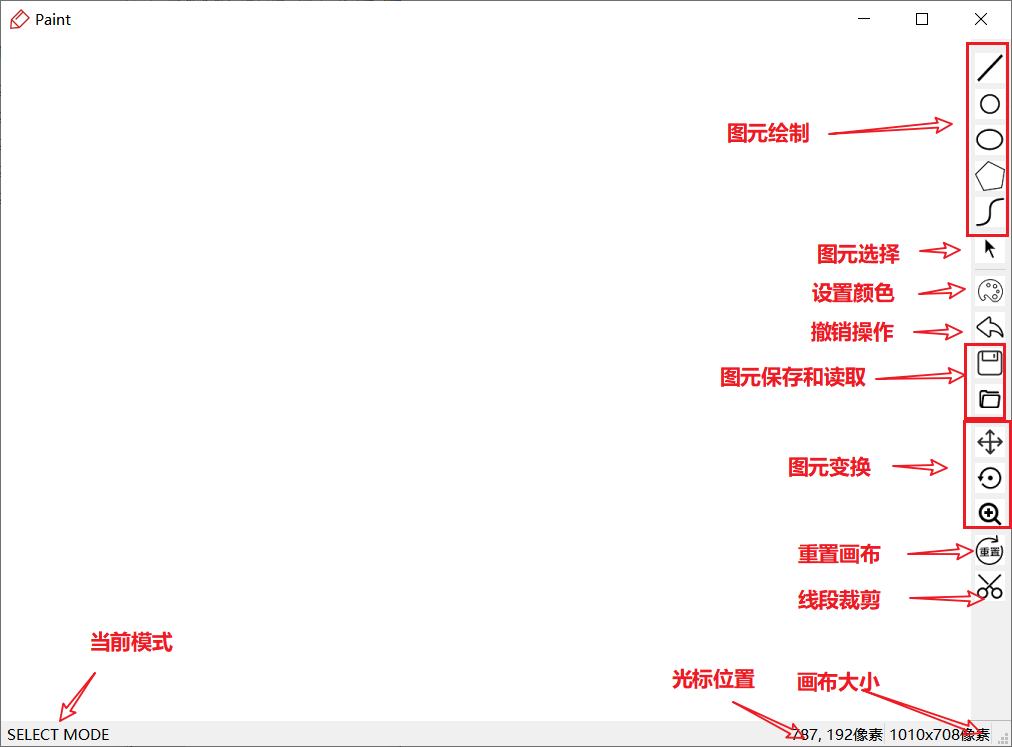 Paint
图元绘制
图元选择
设置颜色
撤销操作
图元保存和读取
图元变换
重置画布
重置
线段裁剪
当前模式
光标位置
画布大小
SELECT MODE
787, 192像素
1010x708像素